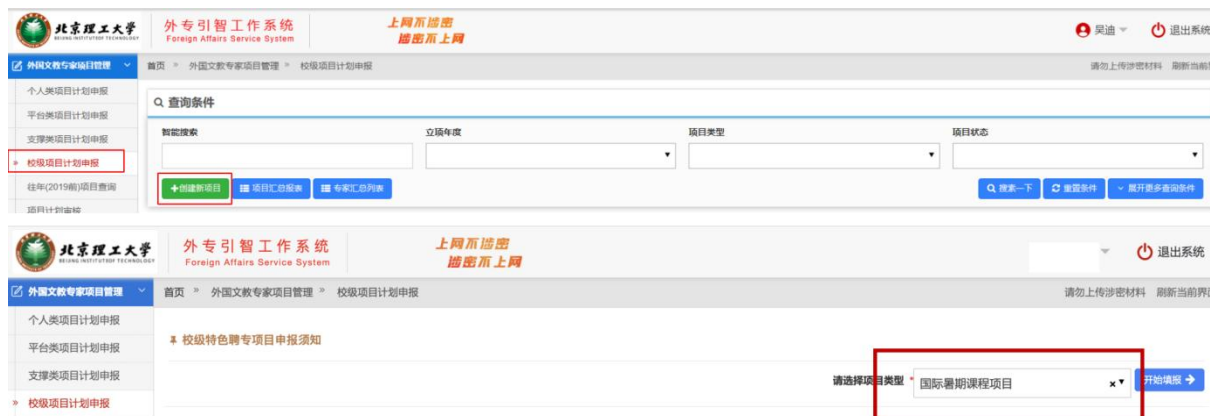 北京理工大学
BEIJING INSTITUTE OF TECHNOLOGY
外专引智工作系统
Foreign Affairs Service System
上网不涉密
涉密不上网
吴迪
退出系统
外国文教专家项目管理
首页 » 外国文教专家项目管理 » 校级项目计划申报
请勿上传涉密材料 刷新当前
个人类项目计划申报
平台类项目计划申报
支撑类项目计划申报
» 校级项目计划申报
往年(2019前)项目查询
项目计划审核
查询条件
智能搜索
立项年度
项目类型
项目状态
+创建新项目
项目汇总报表
专家汇总列表
搜索一下
重置条件
展开更多查询条件
北京理工大学
BEIJING INSTITUTE OF TECHNOLOGY
外专引智工作系统
Foreign Affairs Service System
上网不涉密
涉密不上网
退出系统
外国文教专家项目管理
首页 » 外国文教专家项目管理 » 校级项目计划申报
请勿上传涉密材料 刷新当前界
个人类项目计划申报
平台类项目计划申报
支撑类项目计划申报
» 校级项目计划申报
校级特色聘专项目申报须知
请选择项目类型 * 国际暑期课程项目 x
开始填报